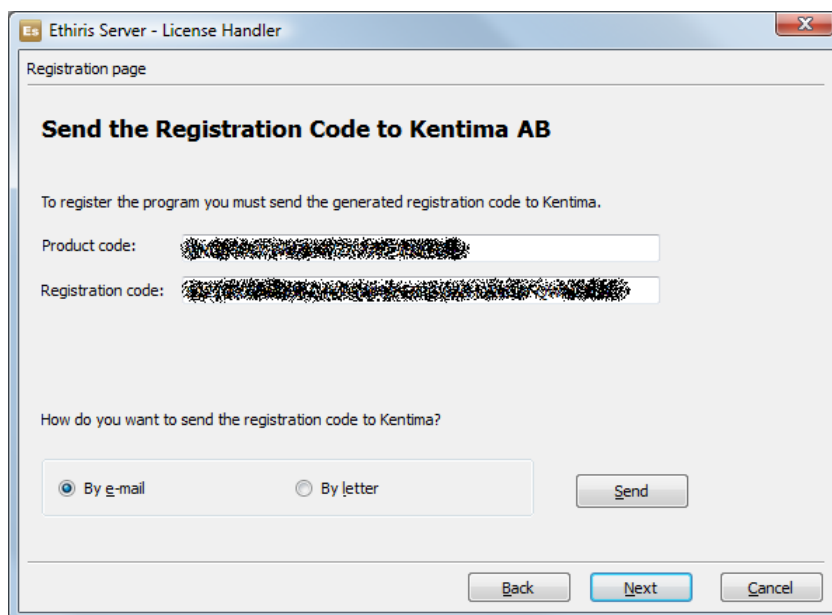 Es Ethiris Server - License Handler
Registration page
Send the Registration Code to Kentima AB
To register the program you must send the generated registration code to Kentima.
Product code:
Registration code:
How do you want to send the registration code to Kentima?
By e-mail By letter Send
Back Next Cancel